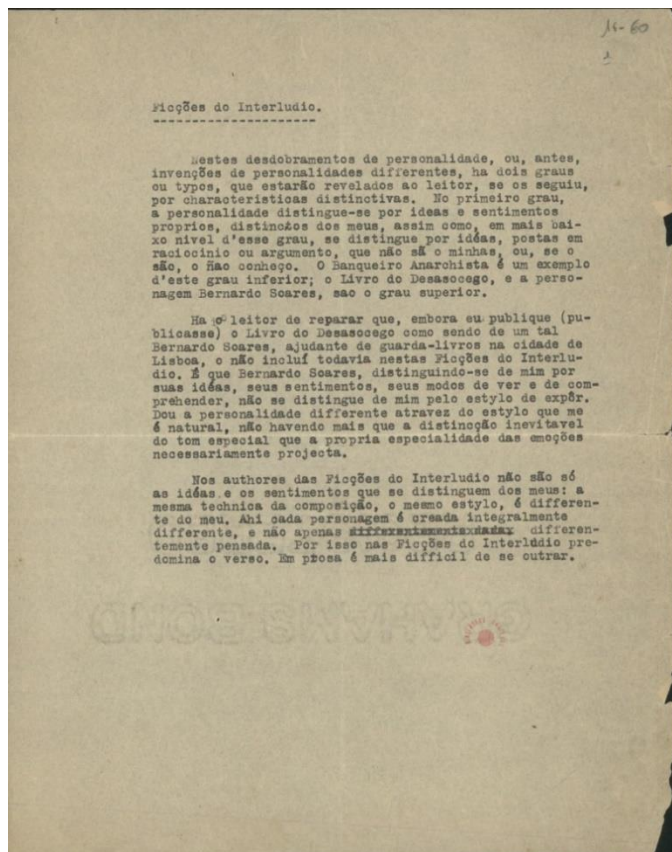 16-60
1
Ficções do Interludio.
---------------------
Nestes desdobramentos de personalidade, ou, antes,
invenções de personalidades differentes, ha dois graus
ou typos, que estarão revelados ao leitor, se os seguiu,
por characteristicas distinctivas. No primeiro grau,
a personalidade distingue-se por ideas e sentimentos
proprios, distinctos dos meus, assim como, em mais bai-
xo nivel d'esse grau, se distingue por idéas, postas em
raciocinio ou argumento, que não sã o minhas, ou, se o
são, o ñao conheço. O Banqueiro Anarchista é um exemplo
d'este grau inferior; o Livro do Desasocego, e a perso-
nagem Bernardo Soares, sao o grau superior.
Ha o leitor de reparar que, embora eu publique (pu-
blicasse) o Livro do Desasocego como sendo de um tal
Bernardo Soares, ajudante de guarda-livros na cidade de
Lisboa, o não incluí todavia nestas Ficções do Interlu-
dio. É que Bernardo Soares, distinguindo-se de mim por
suas idéas, seus sentimentos, seus modos de ver e de com-
prehender, não se distingue de mim pelo estylo de expôr.
Dou a personalidade differente atravez do estylo que me
é natural, não havendo mais que a distincção inevitavel
do tom especial que a propria especialidade das emoções
necessariamente projecta.
Nos authores das Ficções do Interludio não são só
as idéas e os sentimentos que se distinguem dos meus: a
mesma technica da composição, o mesmo estylo, é differen-
te do meu. Ahi cada personagem é creada integralmente
differente, e não apenas differen-
temente pensada. Por isso nas Ficções do Interlúdio pre-
domina o verso. Em prosa é mais difficil de se outrar.